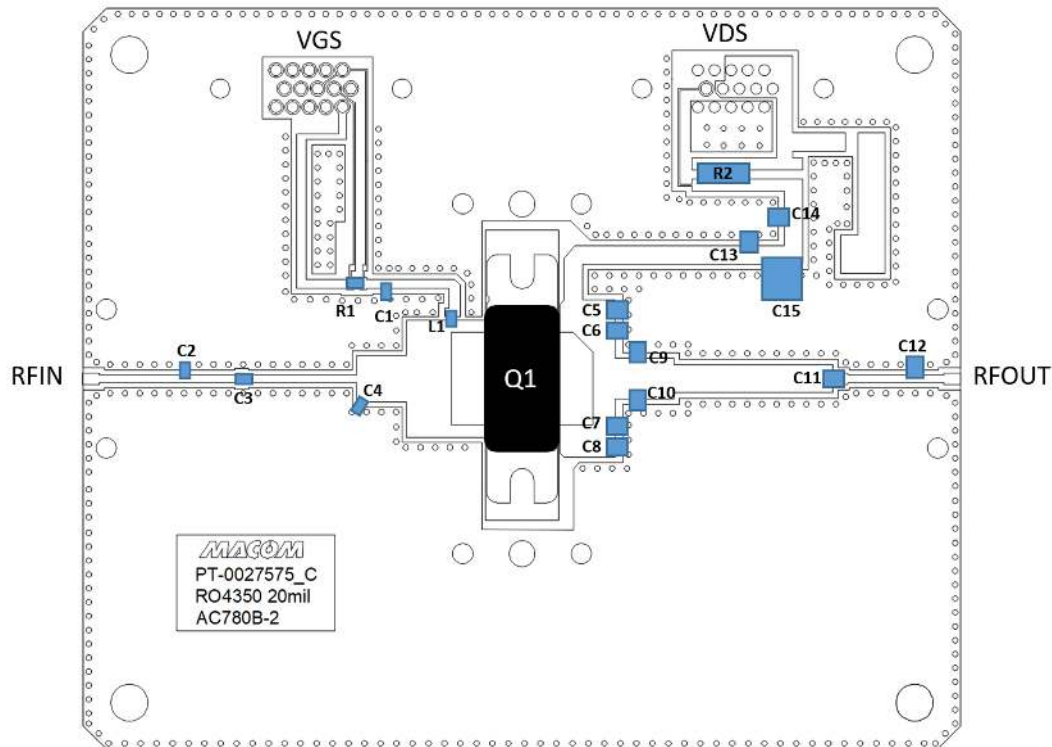 VGS
VDS
R2
C14
C13
C15
R1
C1
L1
C5
C6
C9
C2
C3
C4
RFIN
Q1
C12
C11
RFOUT
C10
C7
C8
MACOM
PT-0027575_C
RO4350 20mil
AC780B-2